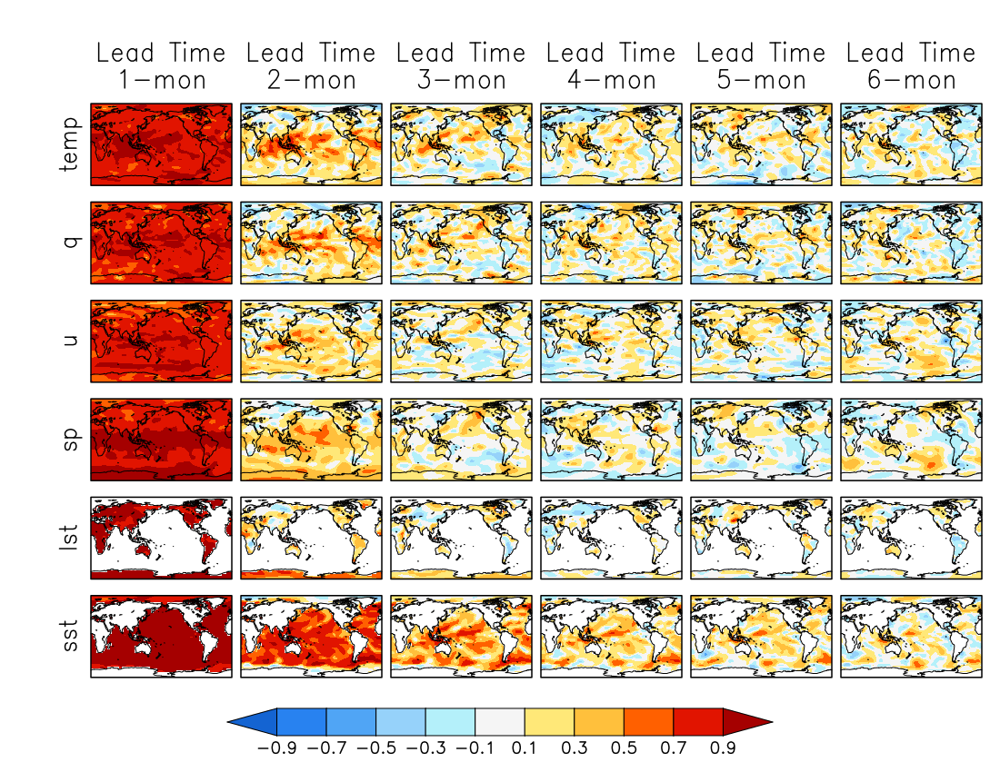 Lead Time Lead Time Lead Time Lead Time Lead Time Lead Time
1-mon 2-mon 3-mon 4-mon 5-mon 6-mon
temp
q
u
sp
lst
sst
-0.9 -0.7 -0.5 -0.3 -0.1 0.1 0.3 0.5 0.7 0.9